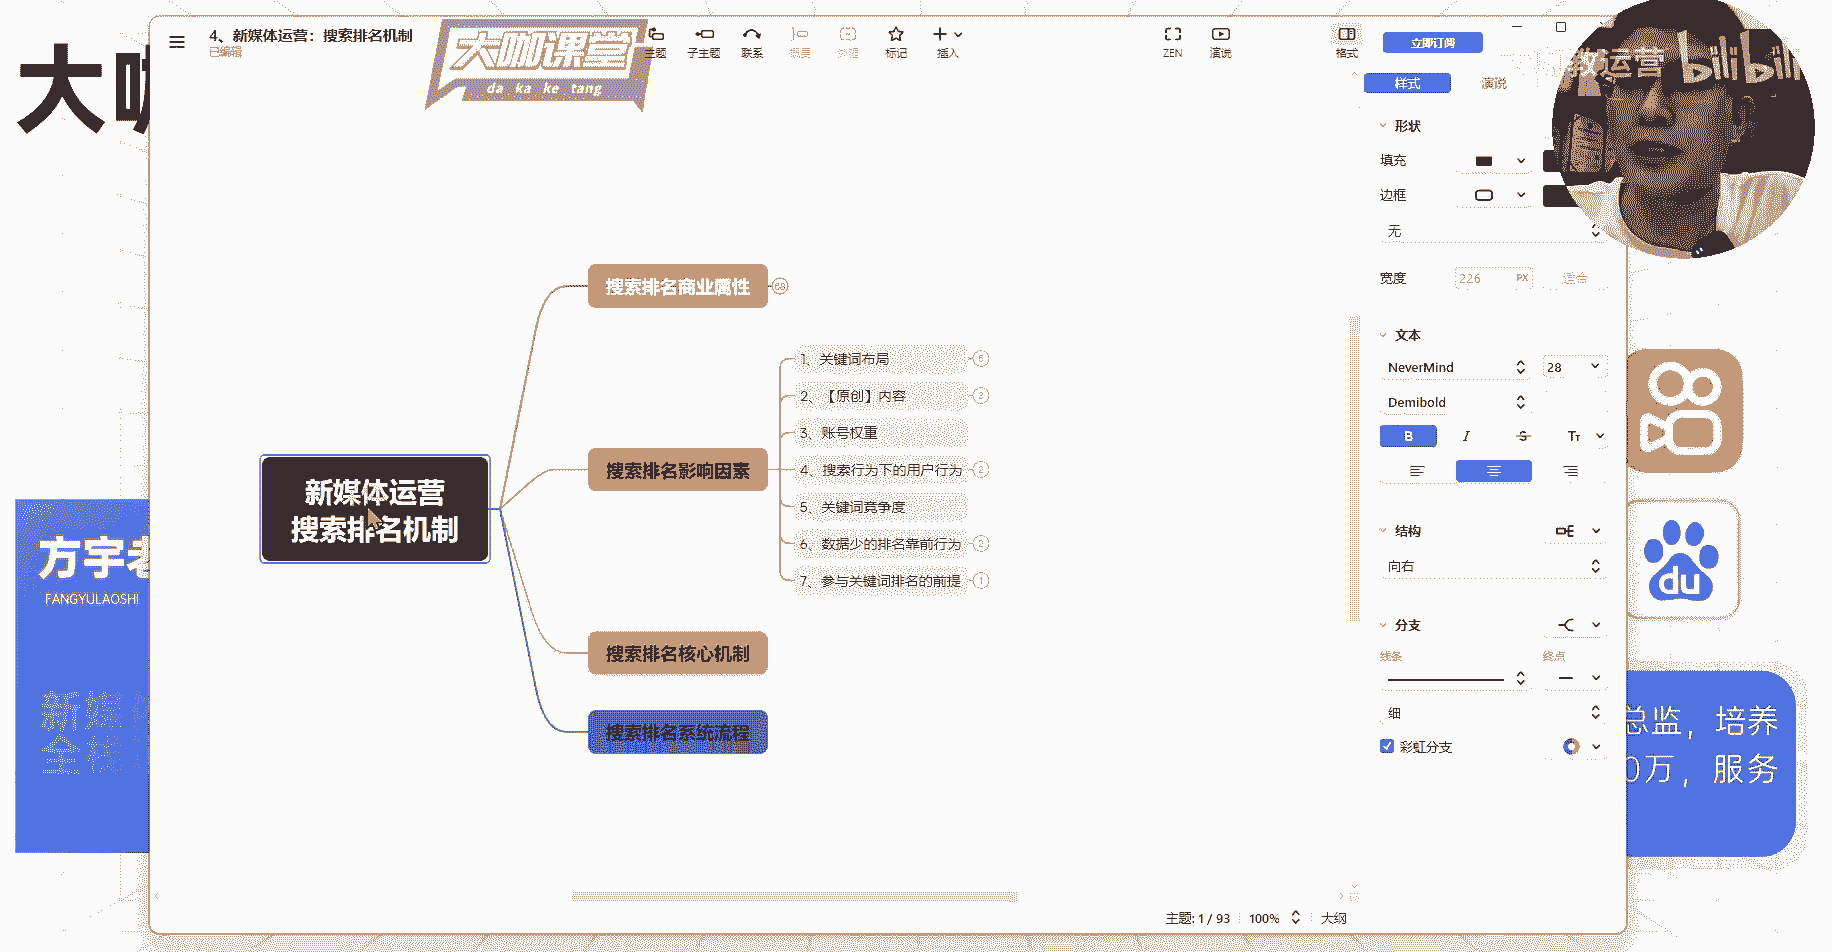 大咖
4、新媒体运营：搜索排名机制
已编辑
大咖课堂
da ka ke tang
主题
子主题
联系
概要
外框
标记
插入
ZEN
演说
格式
立即订阅
教运营
bilibili
样式
演说
形状
填充
边框
无
宽度
226
PX
适合
文本
NeverMind
28
Demibold
B
I
S
TT
结构
向右
分支
线条
终点
细
彩虹分支
搜索排名商业属性
68
1、关键词布局
6
2、【原创】内容
3
3、账号权重
搜索排名影响因素
4、搜索行为下的用户行为
2
5、关键词竞争度
6、数据少的排名靠前行为
2
7、参与关键词排名的前提
1
新媒体运营
搜索排名机制
搜索排名核心机制
搜索排名系统流程
方宇老
FANGYULAOSHI
新媒体
全栈
du
总监，培养
0万，服务
主题: 1 / 93
100%
大纲